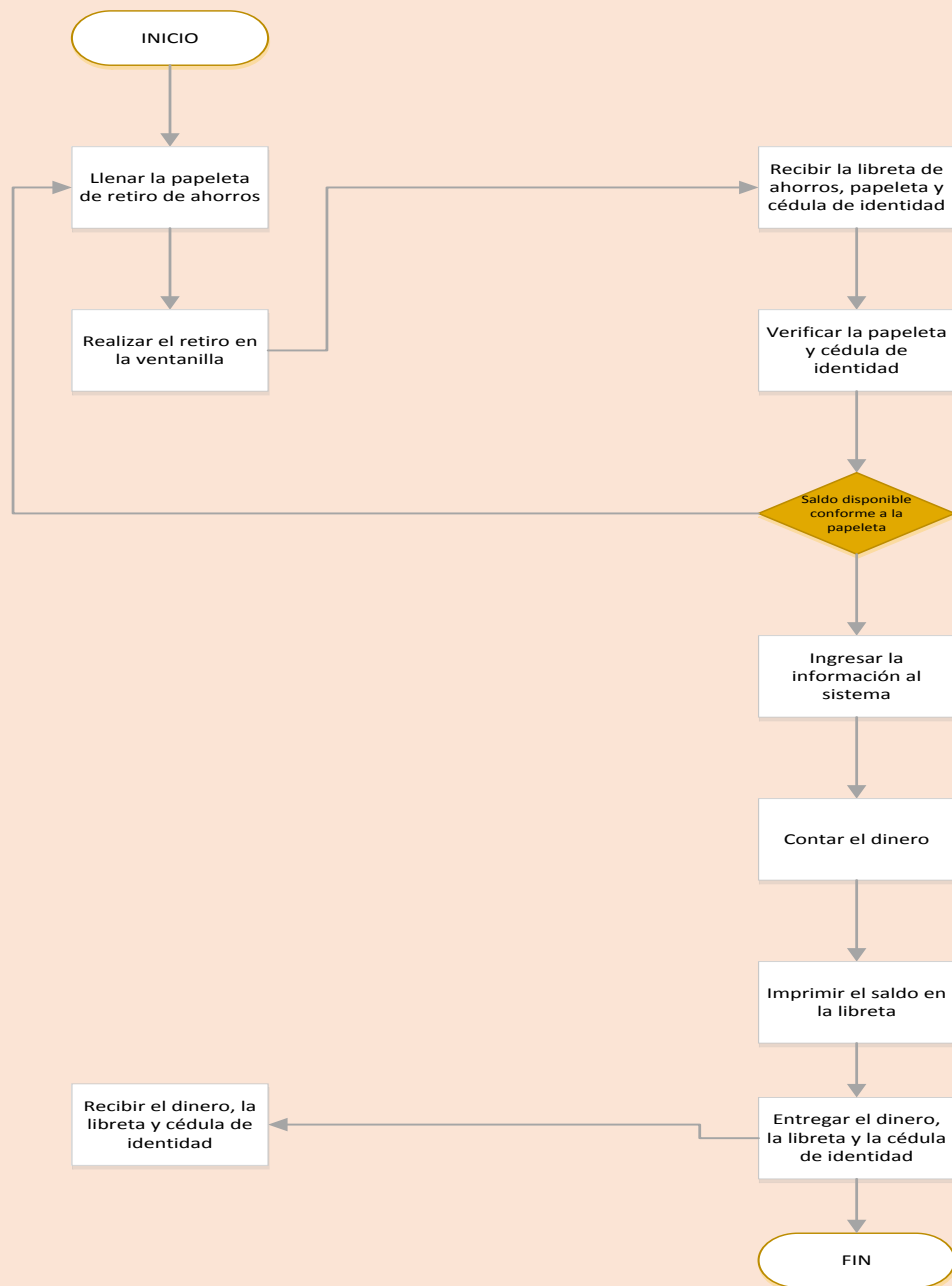 INICIO
Llenar la papeleta
de retiro de ahorros
Realizar el retiro en
la ventanilla
Recibir la libreta de
ahorros, papeleta y
cédula de identidad
Verificar la papeleta
y cédula de
identidad
Saldo disponible
conforme a la
papeleta
Ingresar la
información al
sistema
Contar el dinero
Imprimir el saldo en
la libreta
Entregar el dinero,
la libreta y la cédula
de identidad
Recibir el dinero, la
libreta y cédula de
identidad
FIN